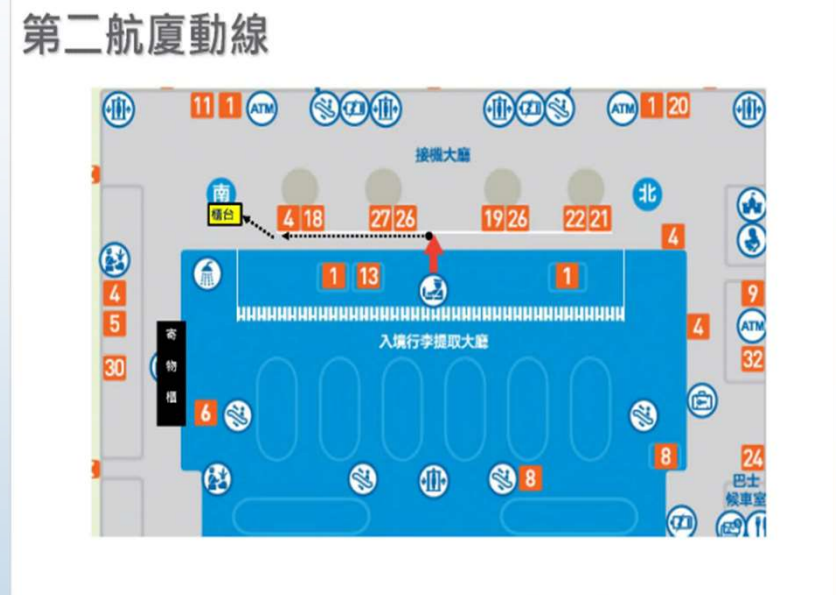 第二航廈動線
11 1 ATM
ATM 1 20
接機大廳
南
北
櫃台
4 18
27 26
19 26
22 21
4
1 13
1
4
5
30
9
ATM
32
4
入境行李提取大廳
寄物櫃
6
8
8
24
巴士
候車室